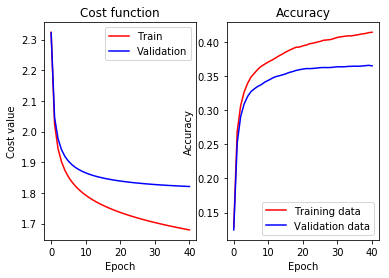 Cost function
Cost value
2.3
2.2
2.1
2.0
1.9
1.8
1.7
0
10
20
30
40
Epoch
Train
Validation
Accuracy
Accuracy
0.40
0.35
0.30
0.25
0.20
0.15
0
10
20
30
40
Epoch
Training data
Validation data